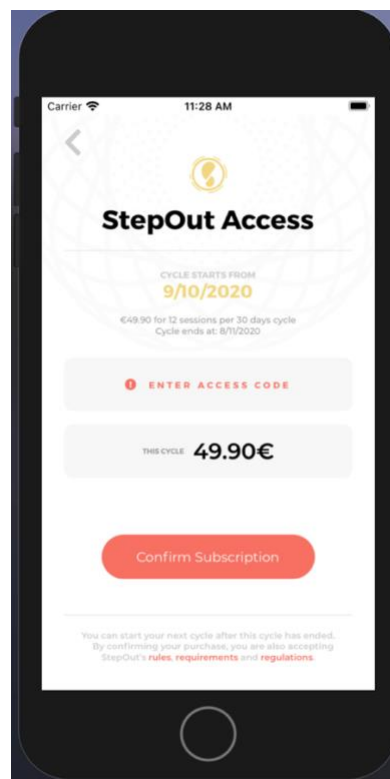 Carrier
11:28 AM
StepOut Access
CYCLE STARTS FROM
9/10/2020
€49.90 for 12 sessions per 30 days cycle
Cycle ends at: 8/11/2020
ENTER ACCESS CODE
THIS CYCLE 49.90€
Confirm Subscription
You can start your next cycle after this cycle has ended.
By confirming your purchase, you are also accepting
StepOut's rules, requirements and regulations.